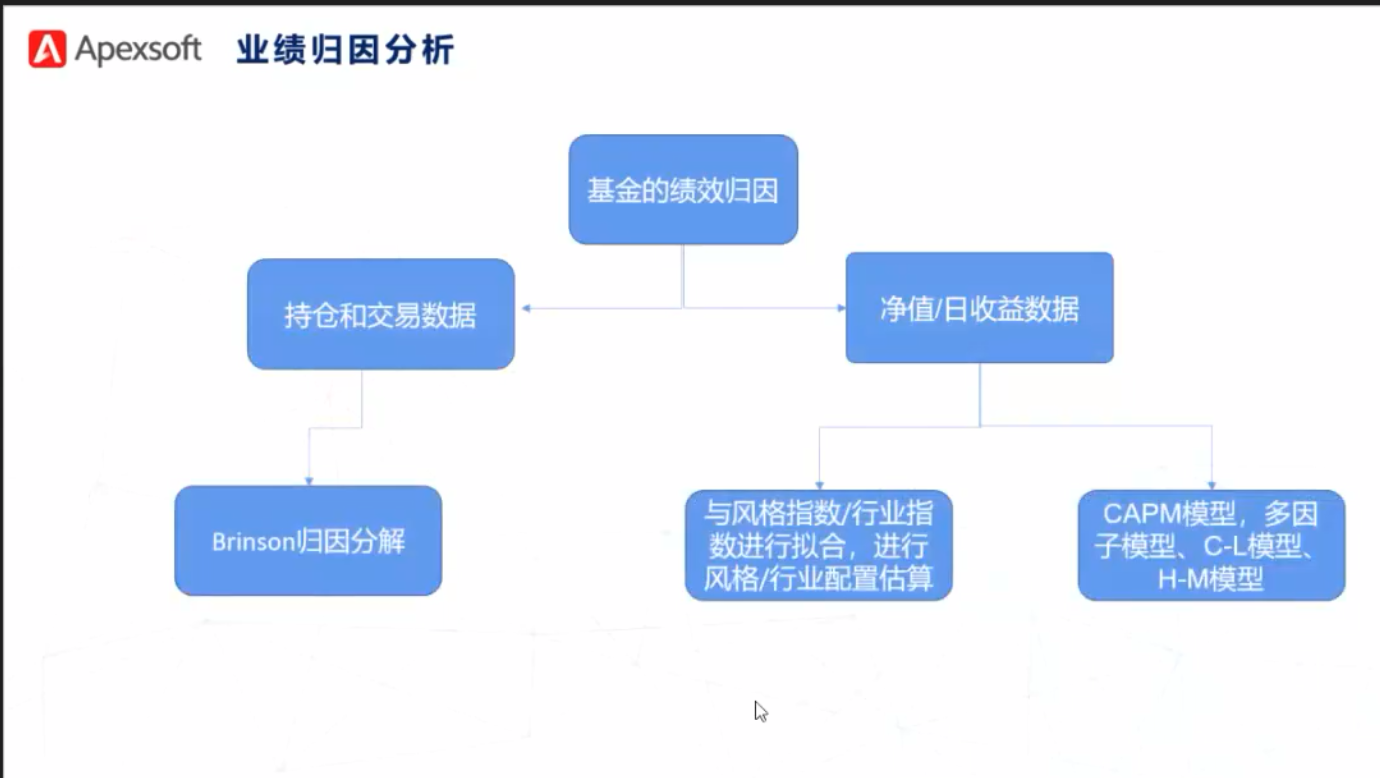 Apexsoft 业绩归因分析
基金的绩效归因
持仓和交易数据
净值/日收益数据
Brinson归因分解
与风格指数/行业指
数进行拟合，进行
风格/行业配置估算
CAPM模型，多因
子模型、C-L模型、
H-M模型